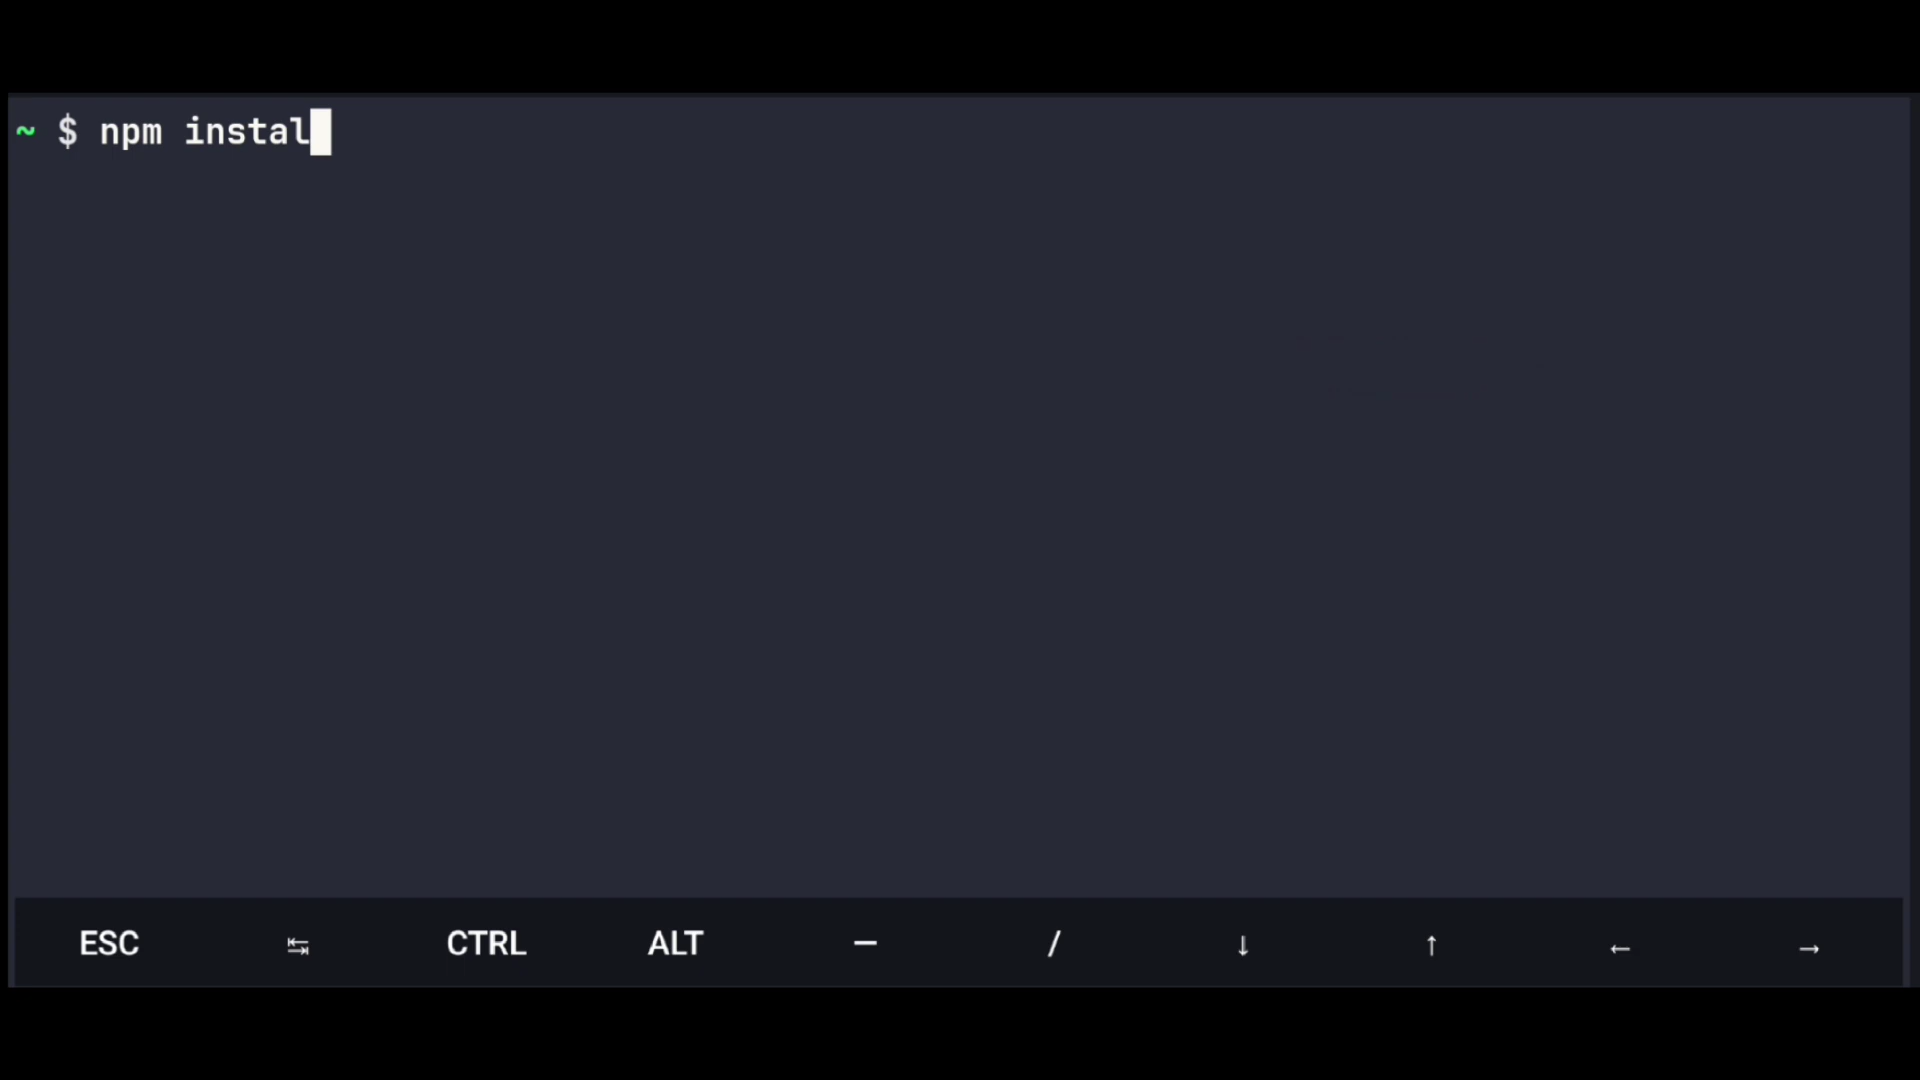 ~ $ npm instal
ESC ↹ CTRL ALT — / ↓ ↑ ← →